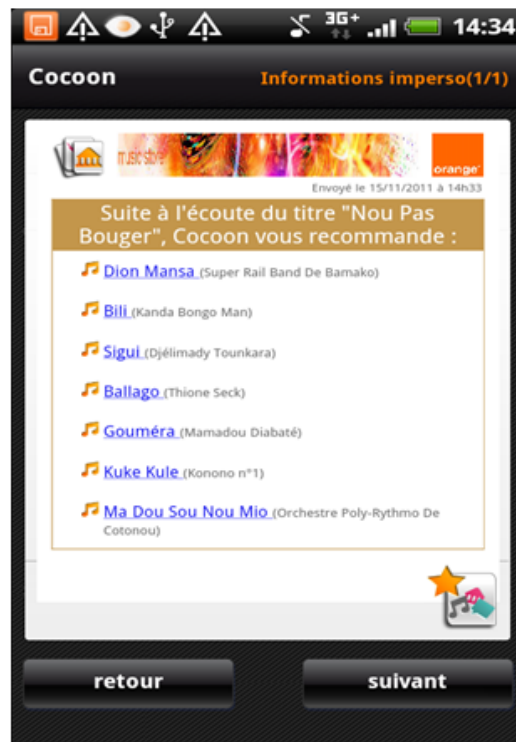 3G+ 14:34
Cocoon Informations imperso(1/1)
music store
orange
Envoyé le 15/11/2011 à 14h33
Suite à l'écoute du titre "Nou Pas
Bouger", Cocoon vous recommande :
Dion Mansa (Super Rail Band De Bamako)
Bili (Kanda Bongo Man)
Sigui (Djélimady Tounkara)
Ballago (Thione Seck)
Gouméra (Mamadou Diabaté)
Kuke Kule (Konono n°1)
Ma Dou Sou Nou Mio (Orchestre Poly-Rythmo De
Cotonou)
retour suivant